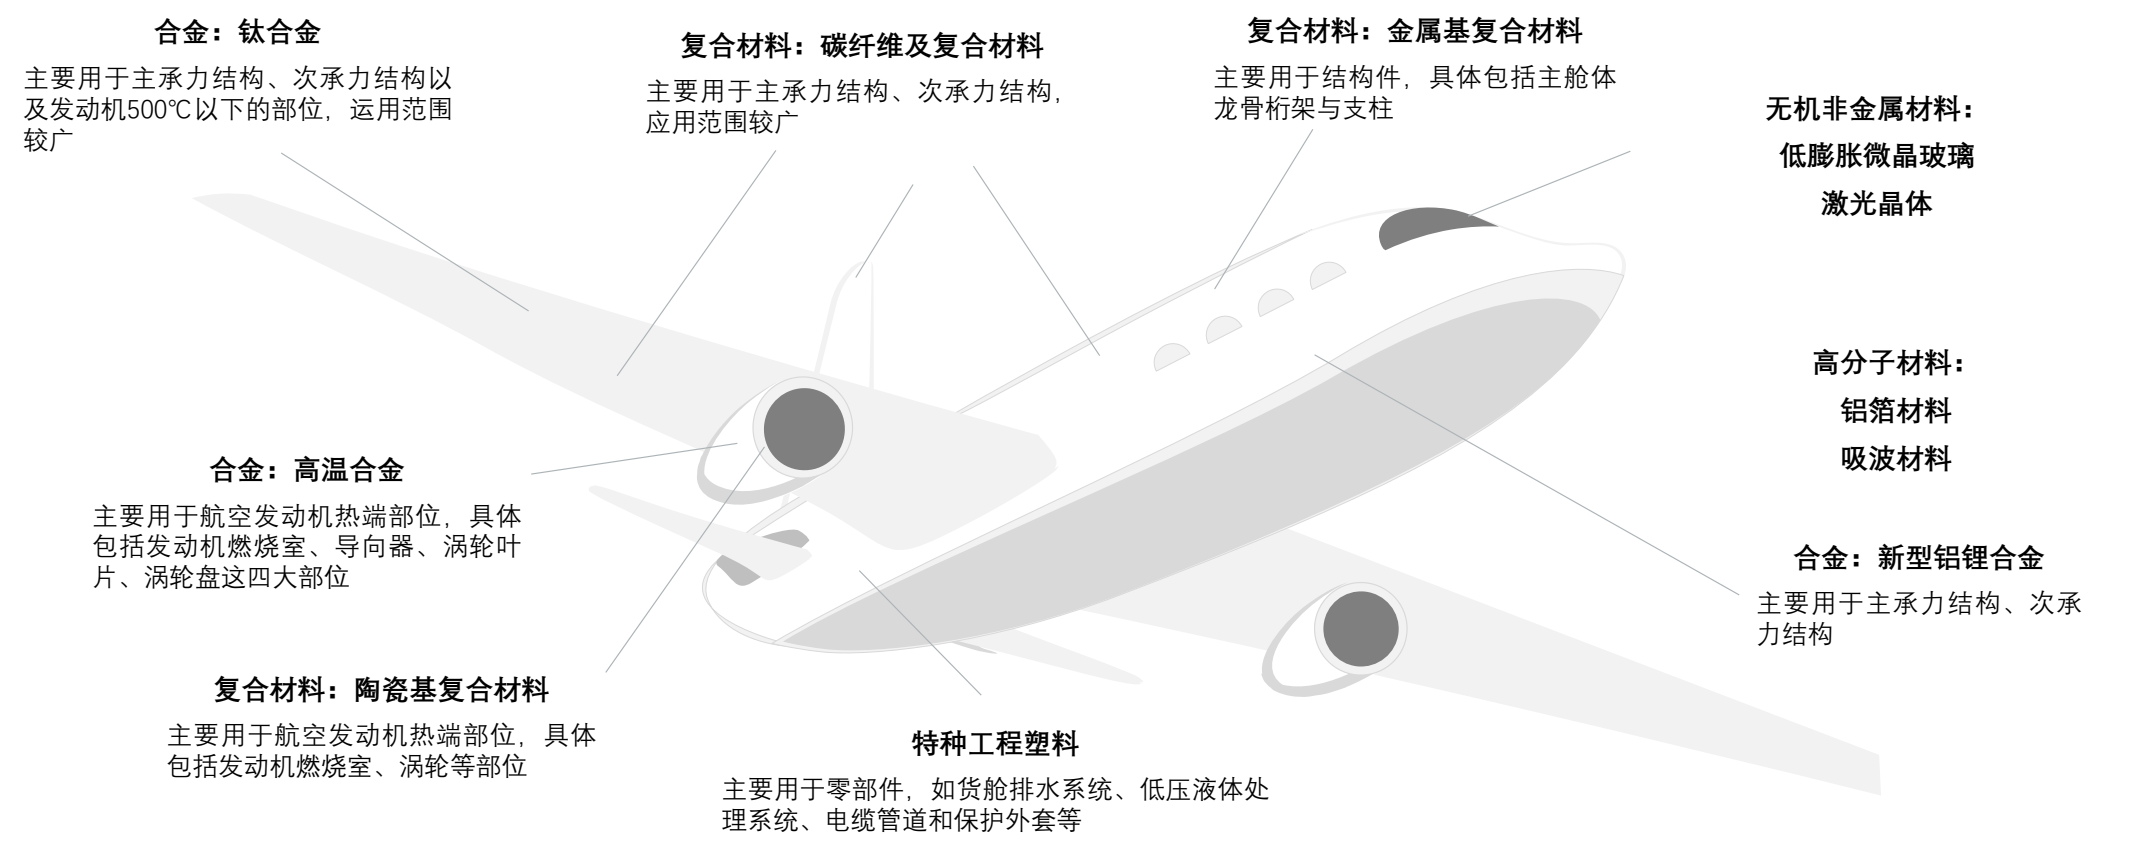 合金：钛合金
主要用于主承力结构、次承力结构以
及发动机500℃以下的部位，运用范围
较广
复合材料：碳纤维及复合材料
主要用于主承力结构、次承力结构，
应用范围较广
复合材料：金属基复合材料
主要用于结构件，具体包括主舱体
龙骨桁架与支柱
无机非金属材料：
低膨胀微晶玻璃
激光晶体
高分子材料：
铝箔材料
吸波材料
合金：高温合金
主要用于航空发动机热端部位，具体
包括发动机燃烧室、导向器、涡轮叶
片、涡轮盘这四大部位
合金：新型铝锂合金
主要用于主承力结构、次承
力结构
复合材料：陶瓷基复合材料
主要用于航空发动机热端部位，具体
包括发动机燃烧室、涡轮等部位
特种工程塑料
主要用于零部件，如货舱排水系统、低压液体处
理系统、电缆管道和保护外套等